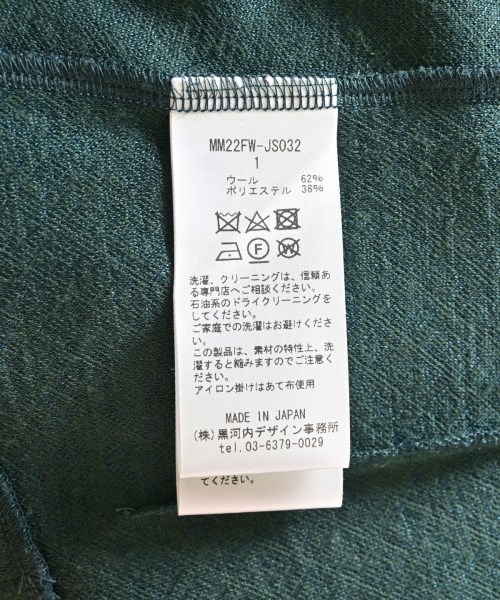 MM22FW-JS032
1
ウール 62%
ポリエステル 38%
F W
洗濯、クリーニングは、信頼あ
る専門店へご相談ください。
石油系のドライクリーニングを
してください。
ご家庭での洗濯はお避けくださ
い。
この製品は、素材の特性上、洗
濯すると縮みますのでご注意く
ださい。
アイロン掛けはあて布使用
MADE IN JAPAN
(株)黒河内デザイン事務所
tel.03-6379-0029
てください。